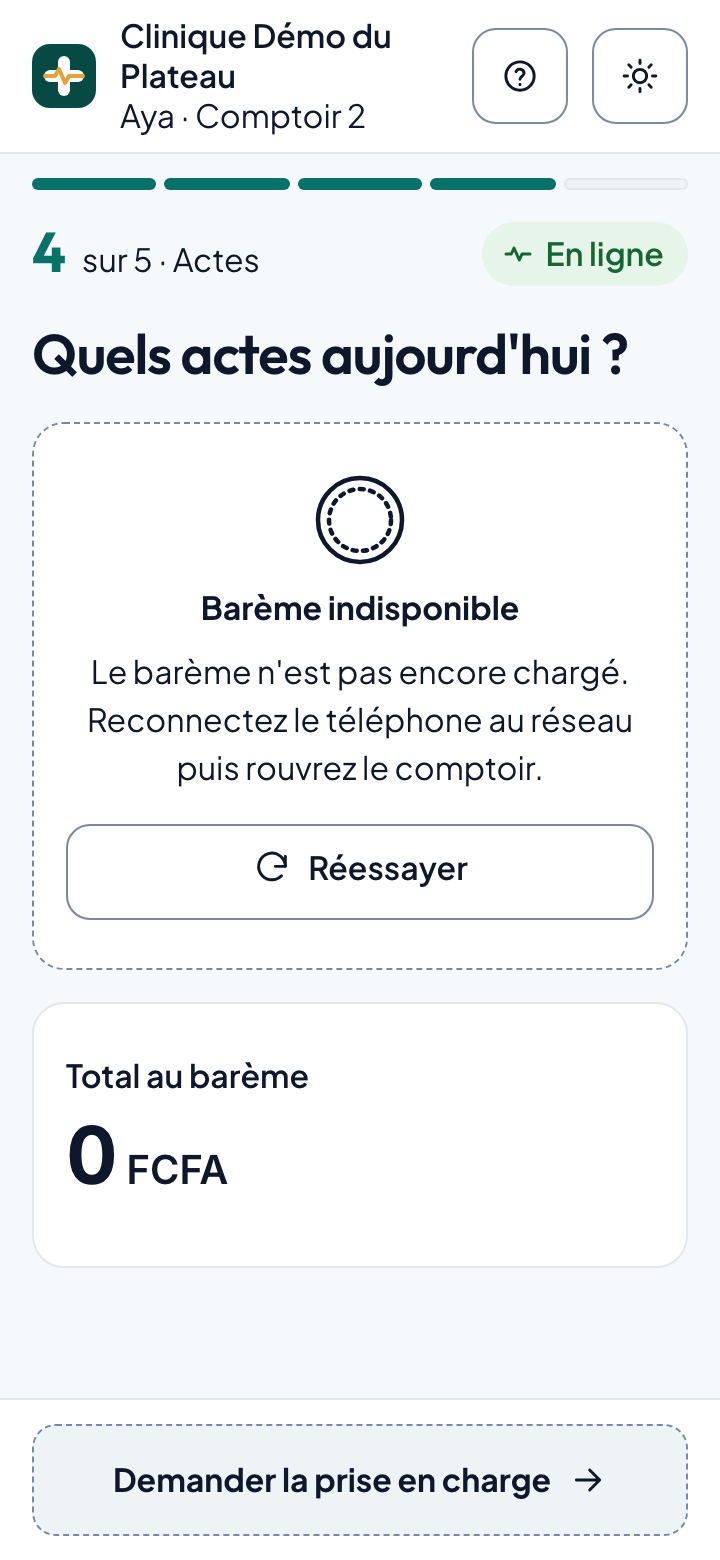 Clinique Démo du
Plateau
Aya · Comptoir 2
4 sur 5 · Actes
En ligne
Quels actes aujourd'hui ?
Barème indisponible
Le barème n'est pas encore chargé.
Reconnectez le téléphone au réseau
puis rouvrez le comptoir.
Réessayer
Total au barème
0 FCFA
Demander la prise en charge →